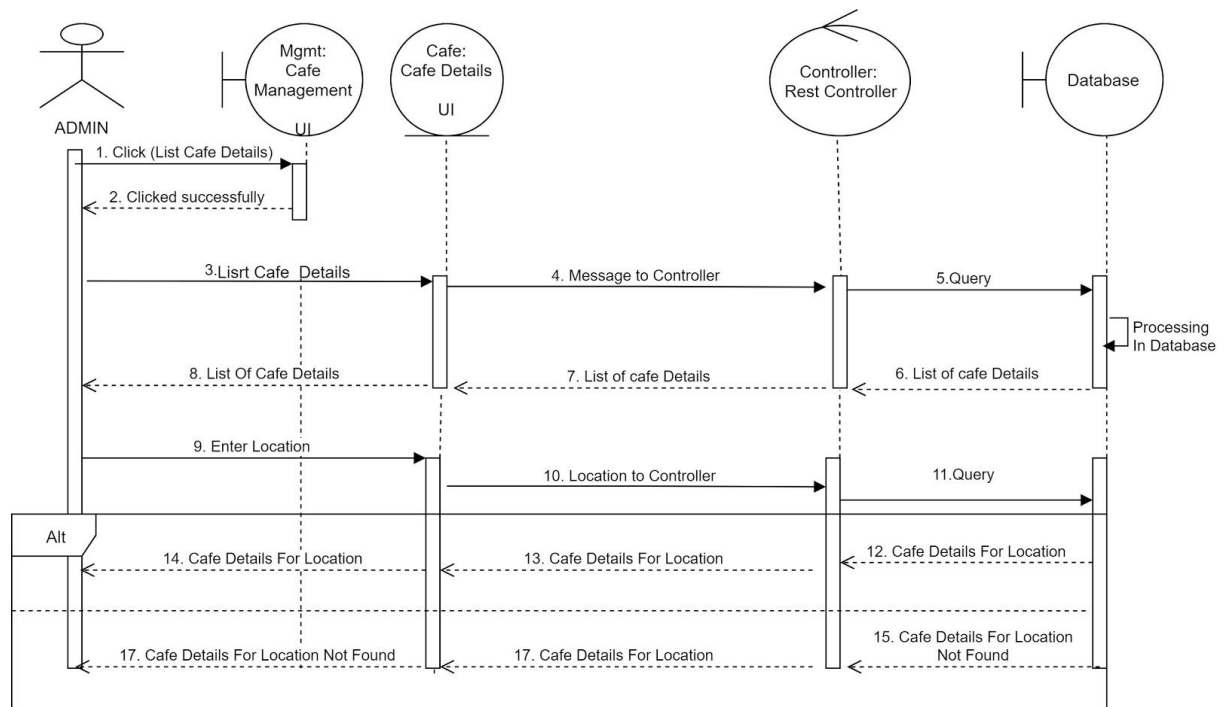 Mgmt:
Cafe
Management
UI
Cafe:
Cafe Details
UI
Controller:
Rest Controller
Database
ADMIN
1. Click (List Cafe Details)
2. Clicked successfully
3.Lisrt Cafe Details
4. Message to Controller
5.Query
Processing
In Database
8. List Of Cafe Details
7. List of cafe Details
6. List of cafe Details
9. Enter Location
10. Location to Controller
11.Query
Alt
14. Cafe Details For Location
13. Cafe Details For Location
12. Cafe Details For Location
17. Cafe Details For Location Not Found
17. Cafe Details For Location
15. Cafe Details For Location
Not Found